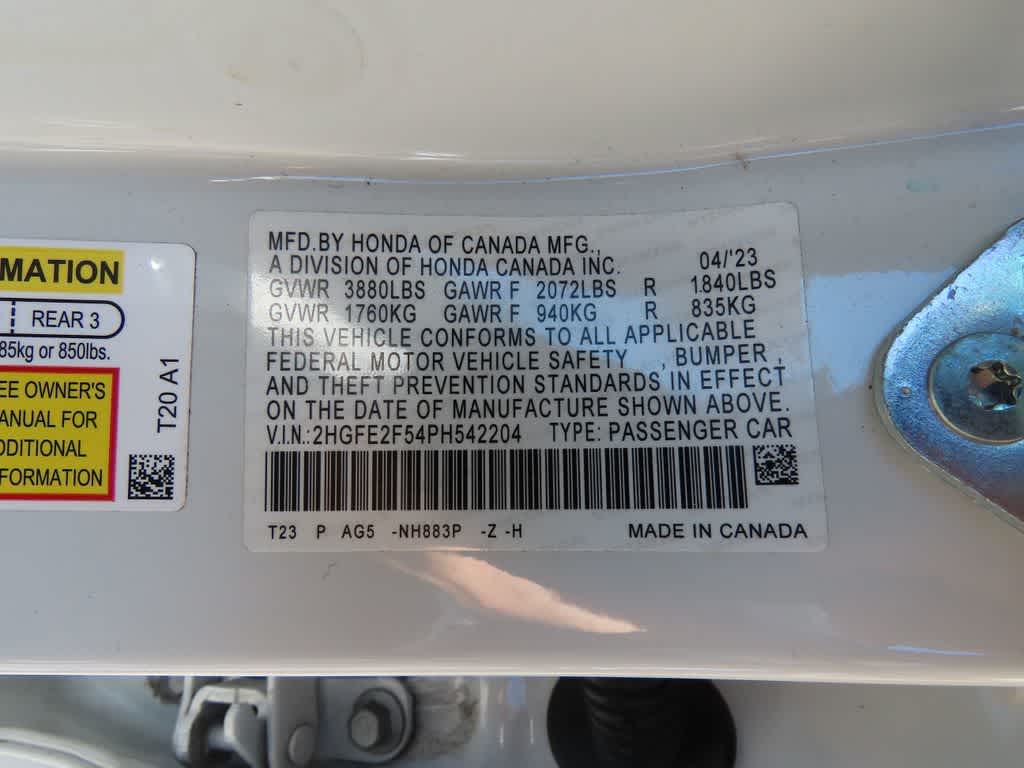 MATION
REAR 3
85kg or 850lbs.
EE OWNER'S
ANUAL FOR
DDITIONAL
FORMATION
T20 A1
MFD.BY HONDA OF CANADA MFG.,
A DIVISION OF HONDA CANADA INC. 04/'23
GVWR 3880LBS GAWR F 2072LBS R 1840LBS
GVWR 1760KG GAWR F 940KG R 835KG
THIS VEHICLE CONFORMS TO ALL APPLICABLE
FEDERAL MOTOR VEHICLE SAFETY , BUMPER ,
AND THEFT PREVENTION STANDARDS IN EFFECT
ON THE DATE OF MANUFACTURE SHOWN ABOVE.
V.I.N.:2HGFE2F54PH542204 TYPE: PASSENGER CAR
T23 P AG5 -NH883P -Z -H MADE IN CANADA